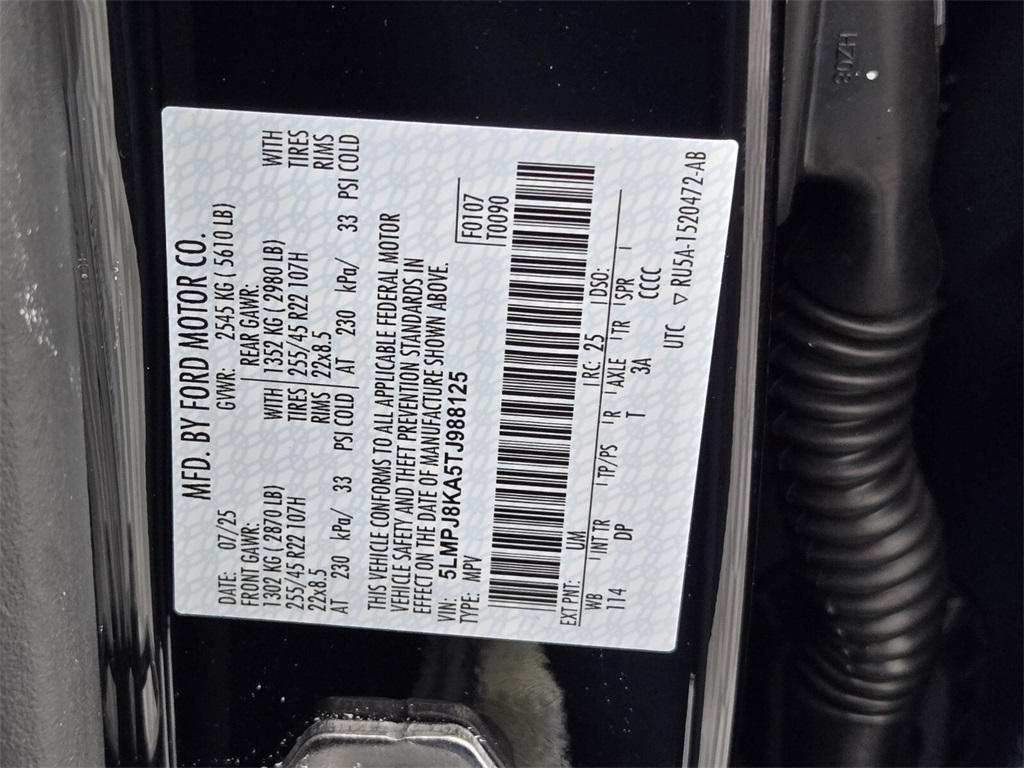 MFD. BY FORD MOTOR CO.
DATE: 07/25 GVWR: 2545 KG ( 5610 LB)
FRONT GAWR: REAR GAWR:
1302 KG ( 2870 LB) WITH 1352 KG ( 2980 LB) WITH
255/45 R22 107H TIRES 255/45 R22 107H TIRES
22x8.5 RIMS 22x8.5 RIMS
AT 230 kPa/ 33 PSI COLD AT 230 kPa/ 33 PSI COLD
THIS VEHICLE CONFORMS TO ALL APPLICABLE FEDERAL MOTOR
VEHICLE SAFETY AND THEFT PREVENTION STANDARDS IN
EFFECT ON THE DATE OF MANUFACTURE SHOWN ABOVE.
VIN: 5LMPJ8KA5TJ988125 F0107
TYPE: MPV T0090
EXT PNT: UM RC: 25 DSO:
WB INT TR TP/PS R AXLE TR SPR
114 DP T 3A CCCC
UTC ▽ RU5A-1520472-AB